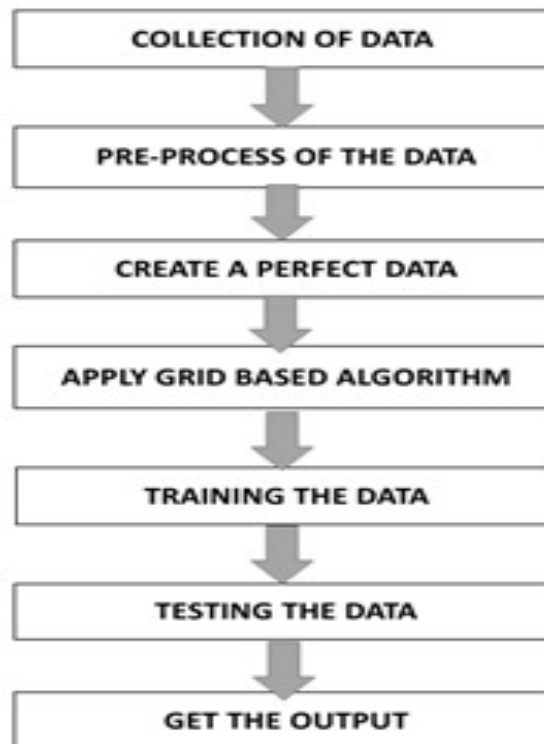 COLLECTION OF DATA
PRE-PROCESS OF THE DATA
CREATE A PERFECT DATA
APPLY GRID BASED ALGORITHM
TRAINING THE DATA
TESTING THE DATA
GET THE OUTPUT